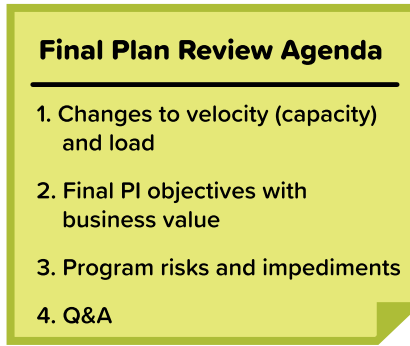 Final Plan Review Agenda
1. Changes to velocity (capacity)
and load
2. Final PI objectives with
business value
3. Program risks and impediments
4. Q&A